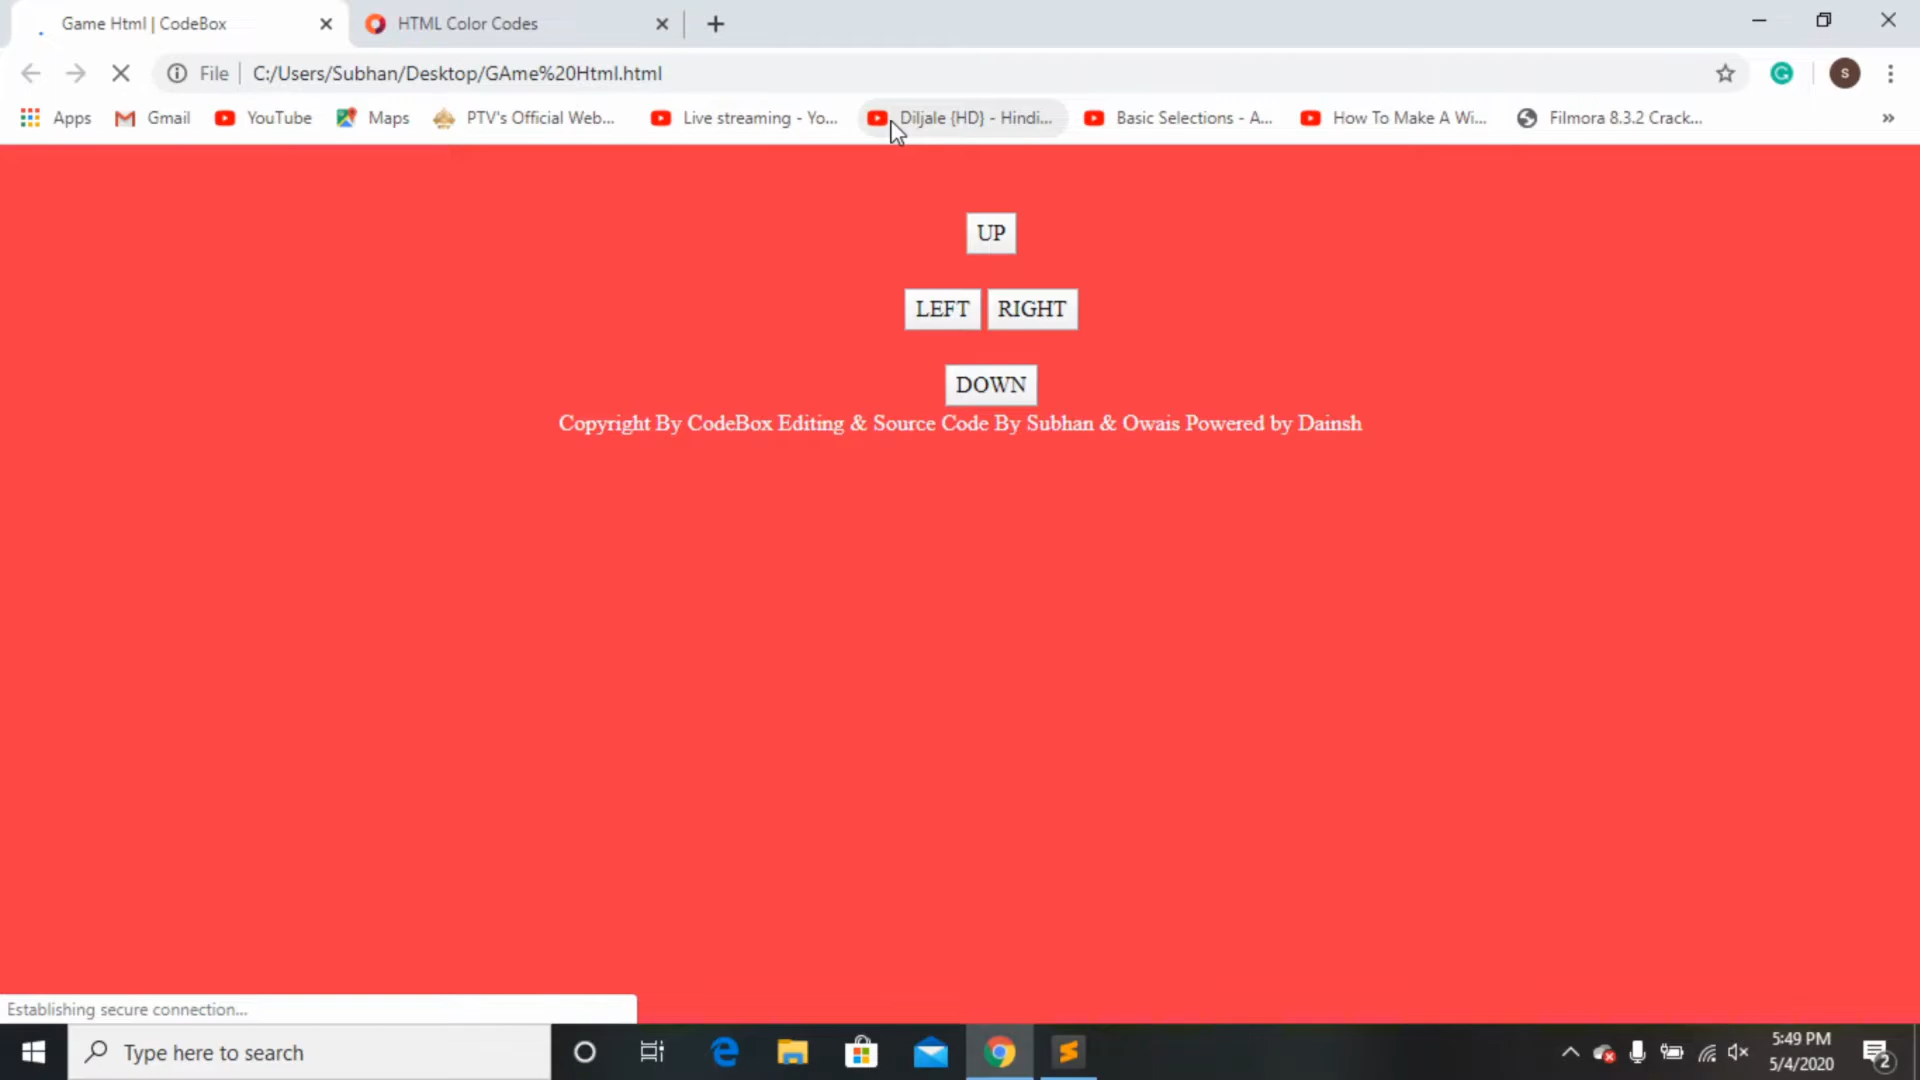 Game Html | CodeBox
HTML Color Codes
File
C:/Users/Subhan/Desktop/GAme%20Html.html
S
Apps
Gmail
YouTube
Maps
PTV's Official Web...
Live streaming - Yo...
Diljale {HD} - Hindi...
Basic Selections - A...
How To Make A Wi...
Filmora 8.3.2 Crack...
»
UP
LEFT RIGHT
DOWN
Copyright By CodeBox Editing & Source Code By Subhan & Owais Powered by Dainsh
Establishing secure connection...
Type here to search
5:49 PM
5/4/2020
2